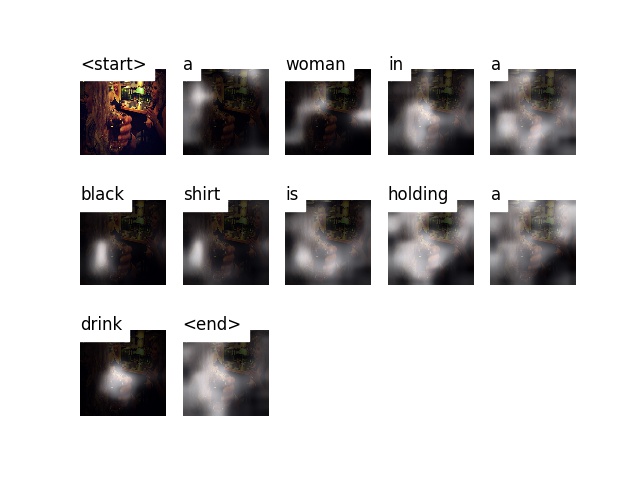 <start> a woman in a
black shirt is holding a
drink <end>